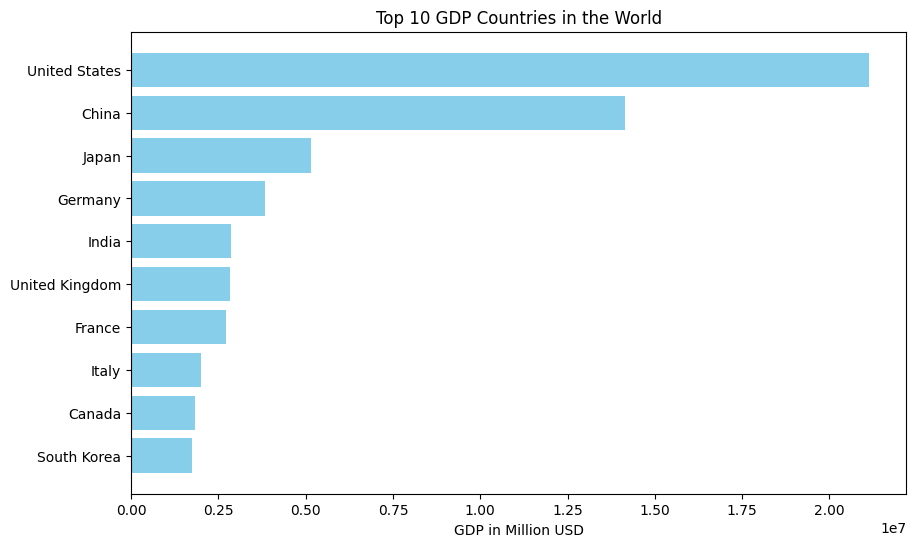 Top 10 GDP Countries in the World
United States
China
Japan
Germany
India
United Kingdom
France
Italy
Canada
South Korea
0.00 0.25 0.50 0.75 1.00 1.25 1.50 1.75 2.00
1e7
GDP in Million USD